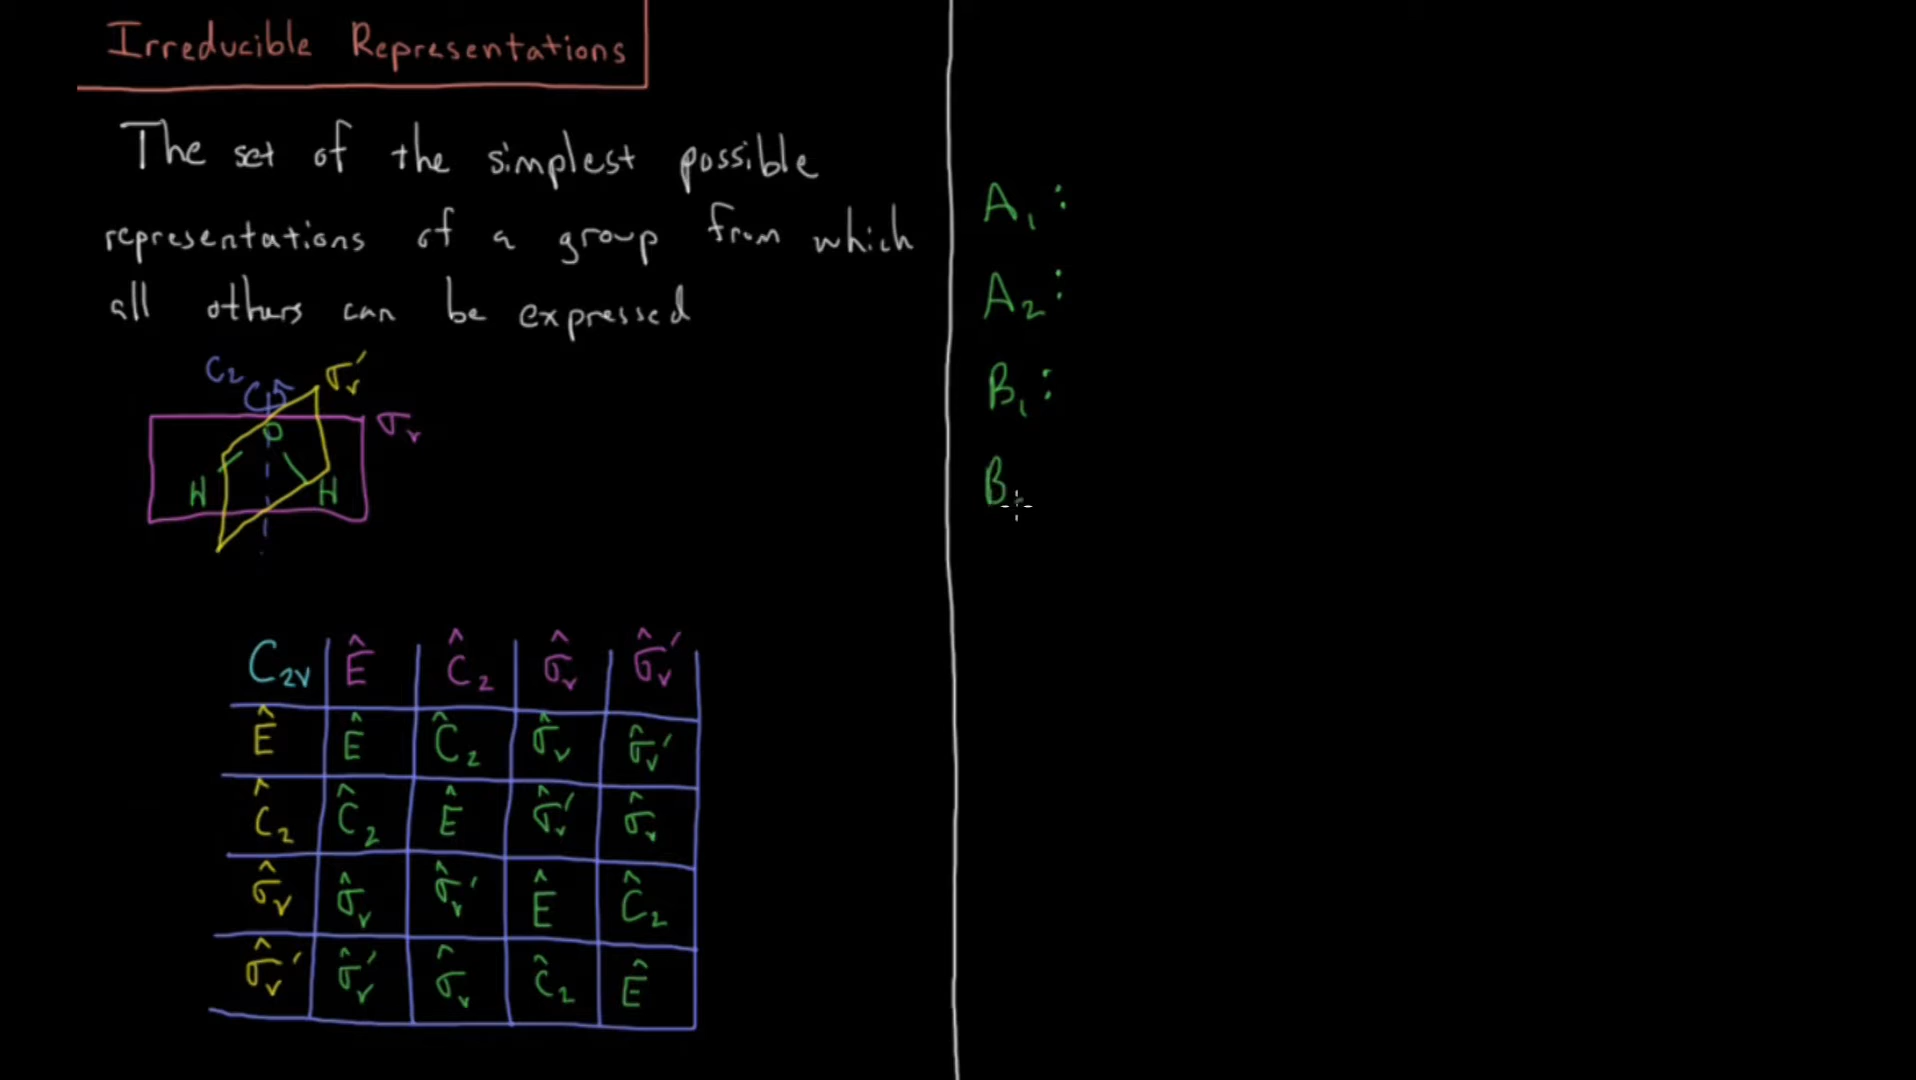 Irreducible Representations
The set of the simplest possible
representations of a group from which
all others can be expressed
C₂ σᵥ′
σᵥ
O
H H
C₂ᵥ Ê Ĉ₂ σ̂ᵥ σ̂ᵥ′
Ê Ê Ĉ₂ σ̂ᵥ σ̂ᵥ′
Ĉ₂ Ĉ₂ Ê σ̂ᵥ′ σ̂ᵥ
σ̂ᵥ σ̂ᵥ σ̂ᵥ′ Ê Ĉ₂
σ̂ᵥ′ σ̂ᵥ′ σ̂ᵥ Ĉ₂ Ê
A₁:
A₂:
B₁:
B